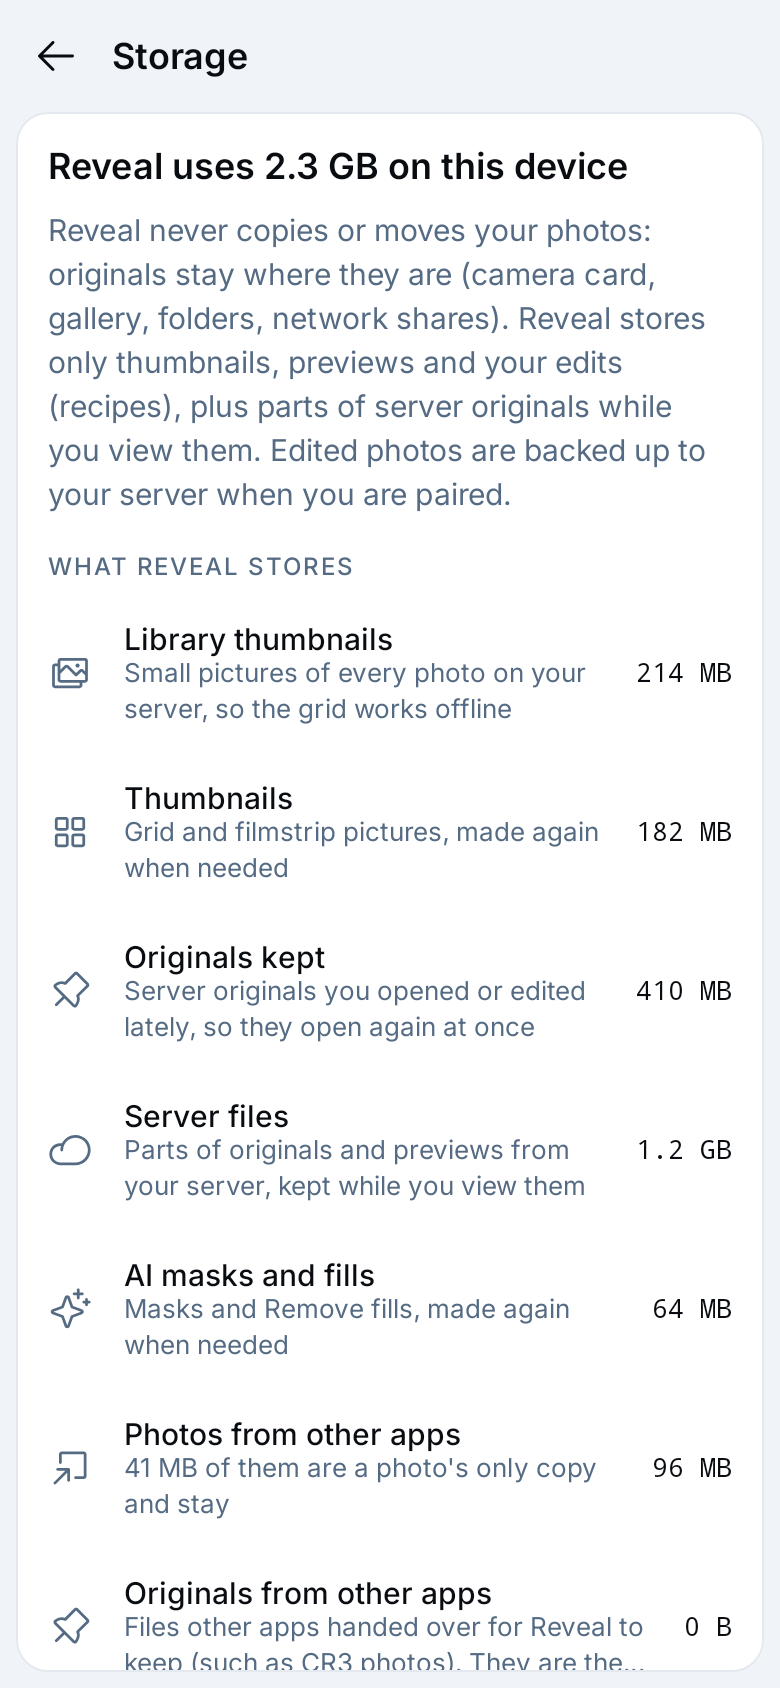 Storage
Reveal uses 2.3 GB on this device
Reveal never copies or moves your photos:
originals stay where they are (camera card,
gallery, folders, network shares). Reveal stores
only thumbnails, previews and your edits
(recipes), plus parts of server originals while
you view them. Edited photos are backed up to
your server when you are paired.
WHAT REVEAL STORES
Library thumbnails
Small pictures of every photo on your
server, so the grid works offline
214 MB
Thumbnails
Grid and filmstrip pictures, made again
when needed
182 MB
Originals kept
Server originals you opened or edited
lately, so they open again at once
410 MB
Server files
Parts of originals and previews from
your server, kept while you view them
1.2 GB
AI masks and fills
Masks and Remove fills, made again
when needed
64 MB
Photos from other apps
41 MB of them are a photo's only copy
and stay
96 MB
Originals from other apps
Files other apps handed over for Reveal to
keep (such as CR3 photos). They are the...
0 B